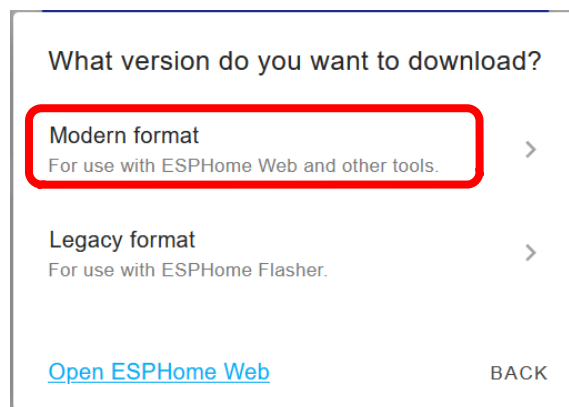 What version do you want to download?
Modern format
For use with ESPHome Web and other tools.
Legacy format
For use with ESPHome Flasher.
Open ESPHome Web
BACK